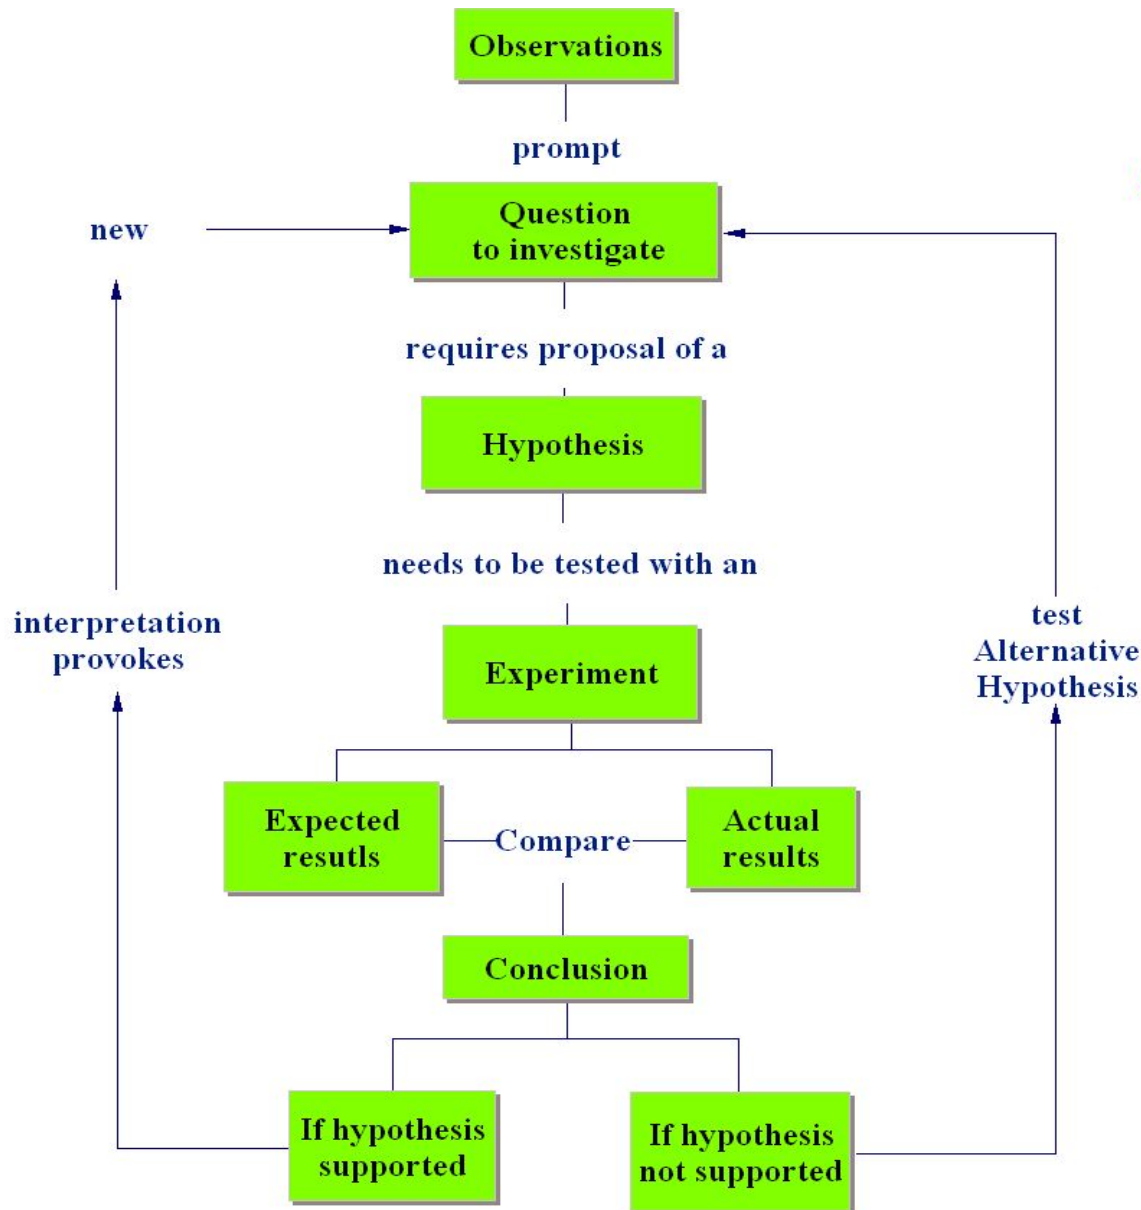 Observations
prompt
new
Question
to investigate
requires proposal of a
Hypothesis
needs to be tested with an
interpretation
provokes
test
Alternative
Hypothesis
Experiment
Expected
resutls
Compare
Actual
results
Conclusion
If hypothesis
supported
If hypothesis
not supported